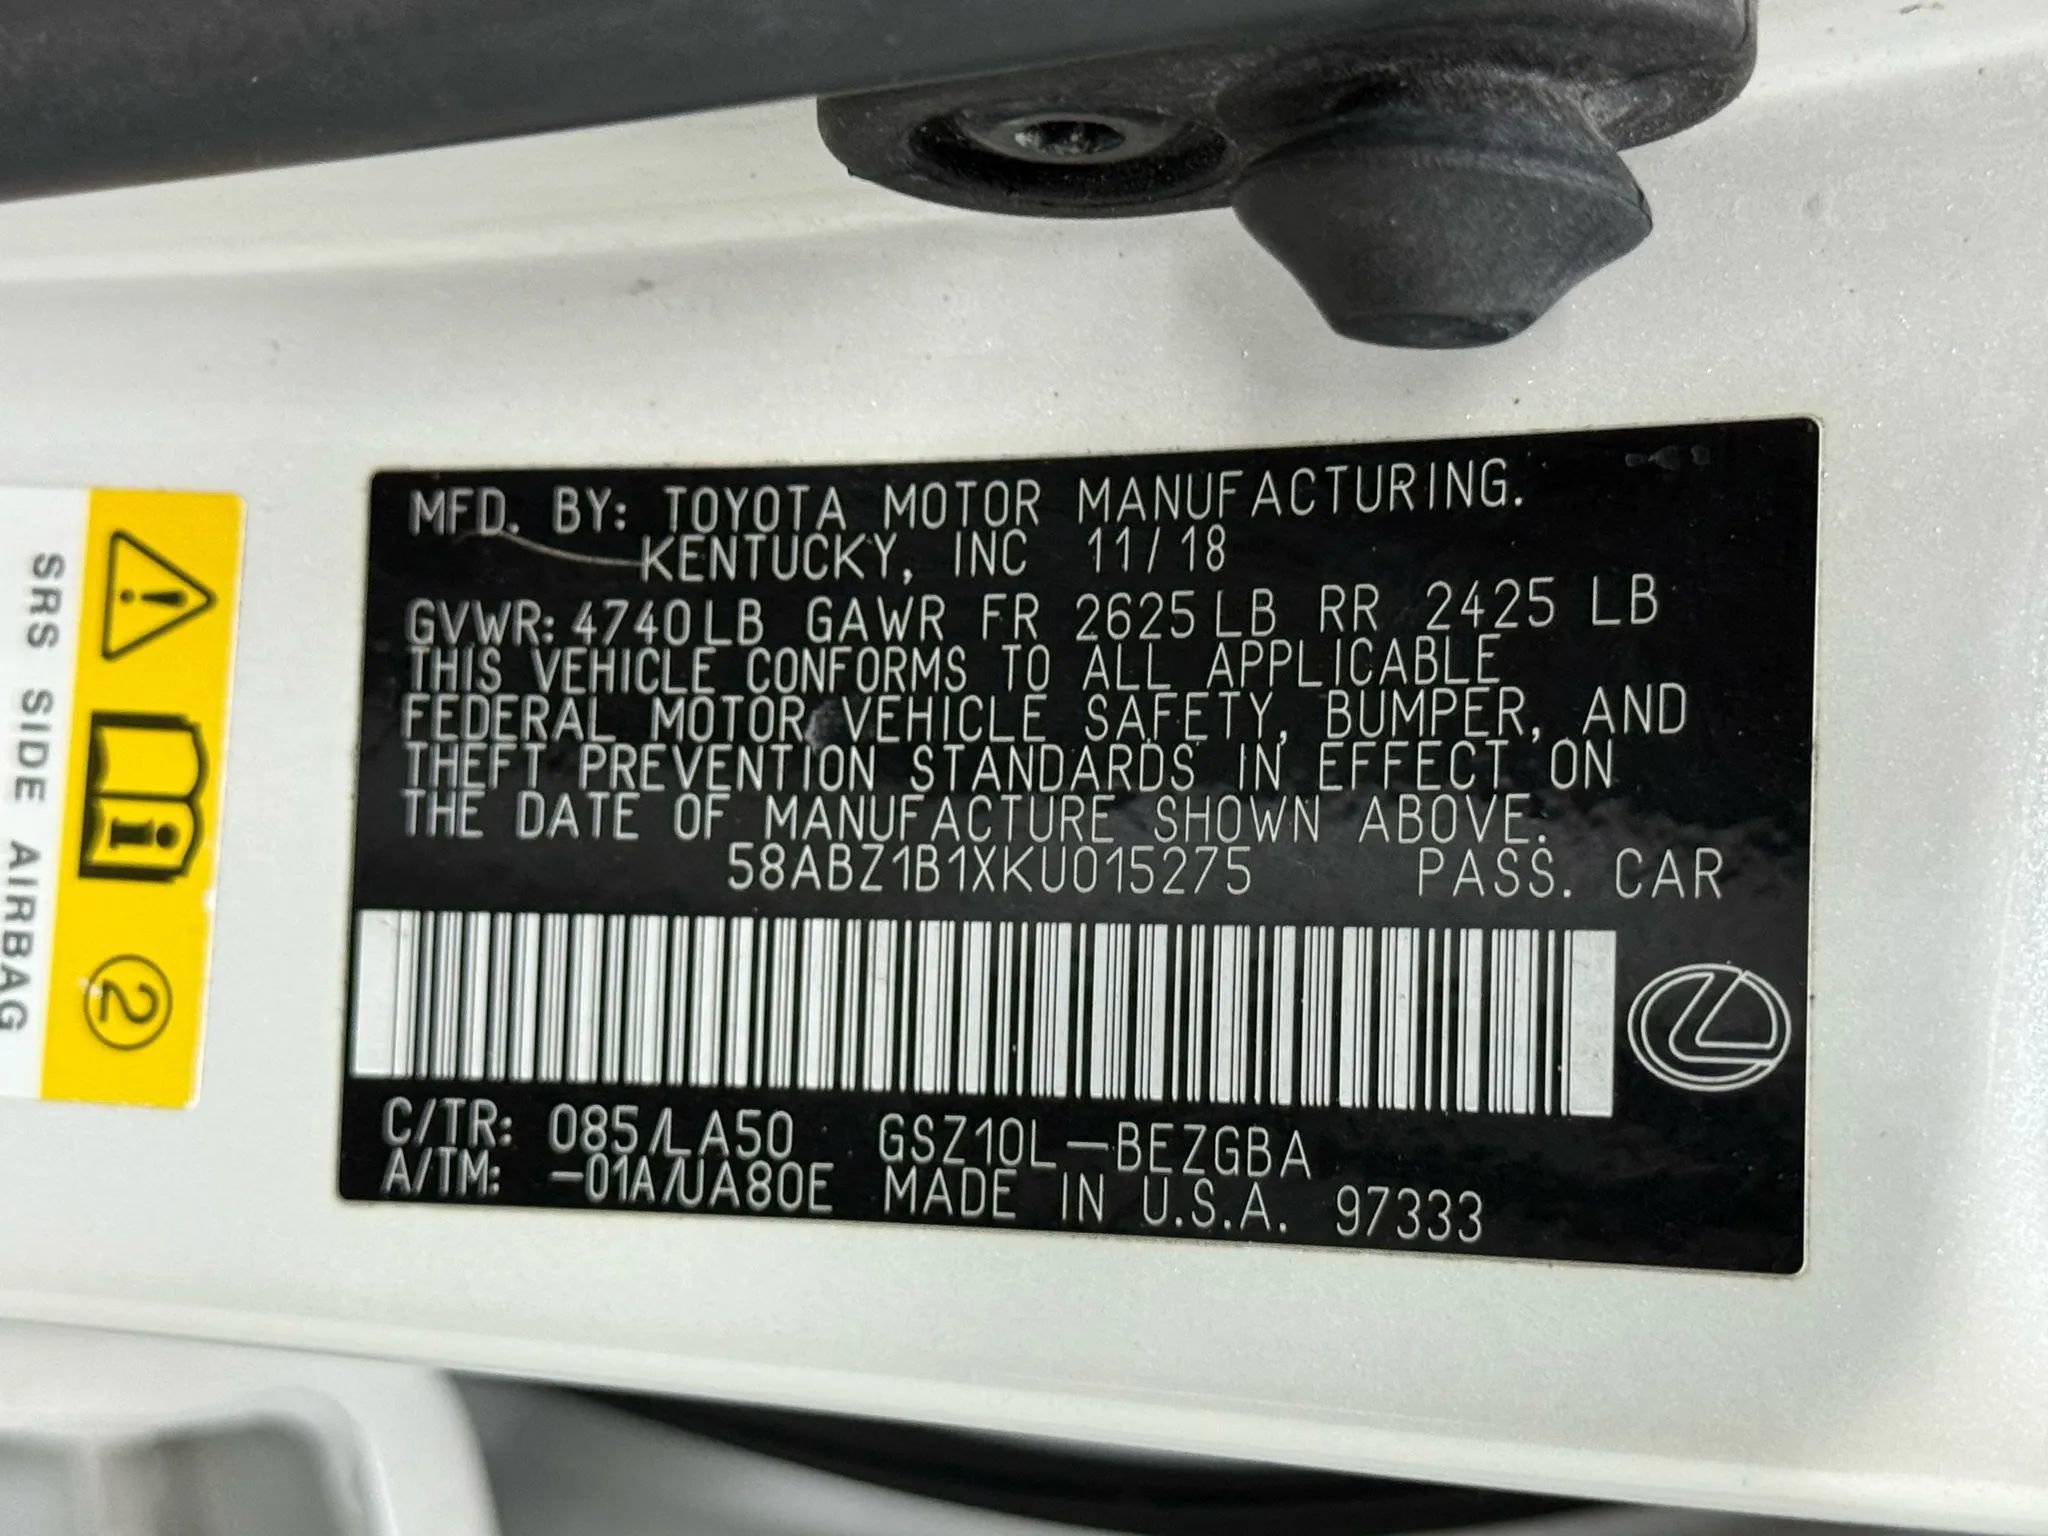 MFD. BY: TOYOTA MOTOR MANUFACTURING.
KENTUCKY, INC 11/18
GVWR: 4740LB GAWR FR 2625LB RR 2425 LB
THIS VEHICLE CONFORMS TO ALL APPLICABLE
FEDERAL MOTOR VEHICLE SAFETY, BUMPER, AND
THEFT PREVENTION STANDARDS IN EFFECT ON
THE DATE OF MANUFACTURE SHOWN ABOVE.
58ABZ1B1XKU015275 PASS. CAR
C/TR: 085/LA50 GSZ10L-BEZGBA
A/TM: -01A/UA80E MADE IN U.S.A. 97333
SRS SIDE AIRBAG
2